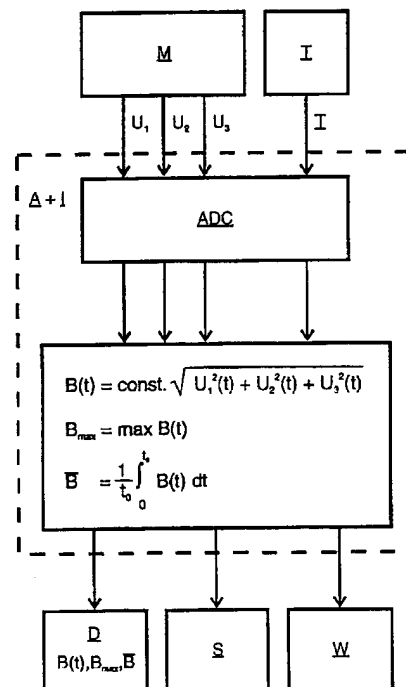 M I
U₁ U₂ U₃ I
A + I
ADC
B(t) = const. √ U₁²(t) + U₂²(t) + U₃²(t)
Bmax = max B(t)
B̅ = 1/t₀ ∫₀^t₀ B(t) dt
D S W
B(t),Bmax,B̅